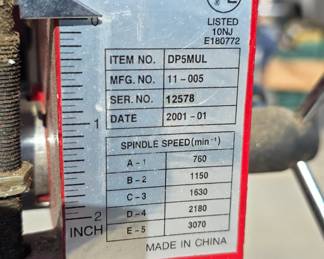 LISTED
10NJ
E180772
0
ITEM NO. DP5MUL
MFG. NO. 11-005
SER. NO. 12578
DATE 2001-01
1
SPINDLE SPEED(min⁻¹)
A-1 760
B-2 1150
C-3 1630
D-4 2180
E-5 3070
2
INCH
MADE IN CHINA